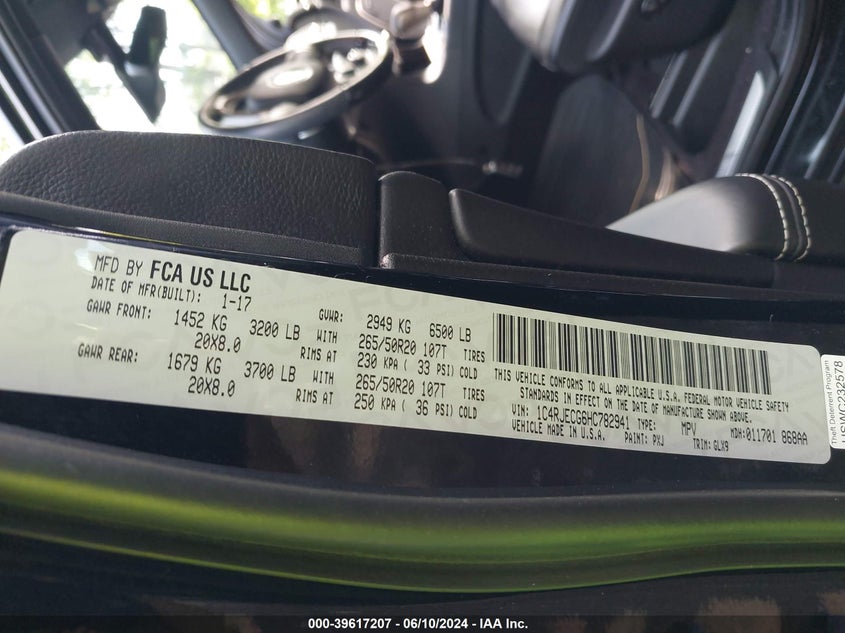 MFD BY FCA US LLC
DATE OF MFR(BUILT): 1-17 GVWR: 2949 KG 6500 LB
GAWR FRONT: 1452 KG 3200 LB WITH 265/50R20 107T TIRES
20X8.0 RIMS AT 230 KPA ( 33 PSI) COLD
GAWR REAR: 1679 KG 3700 LB WITH 265/50R20 107T TIRES
20X8.0 RIMS AT 250 KPA ( 36 PSI) COLD
THIS VEHICLE CONFORMS TO ALL APPLICABLE U.S.A. FEDERAL MOTOR VEHICLE SAFETY
STANDARDS IN EFFECT ON THE DATE OF MANUFACTURE SHOWN ABOVE.
VIN: 1C4RJECG6HC782941 TYPE: MPV MDH: 011701 868AA
VEHICLE MADE IN U.S.A. PAINT: PXJ TRIM: GLX9
Theft Deterrent Program
USWC232578
000-39617207 - 06/10/2024 - IAA Inc.